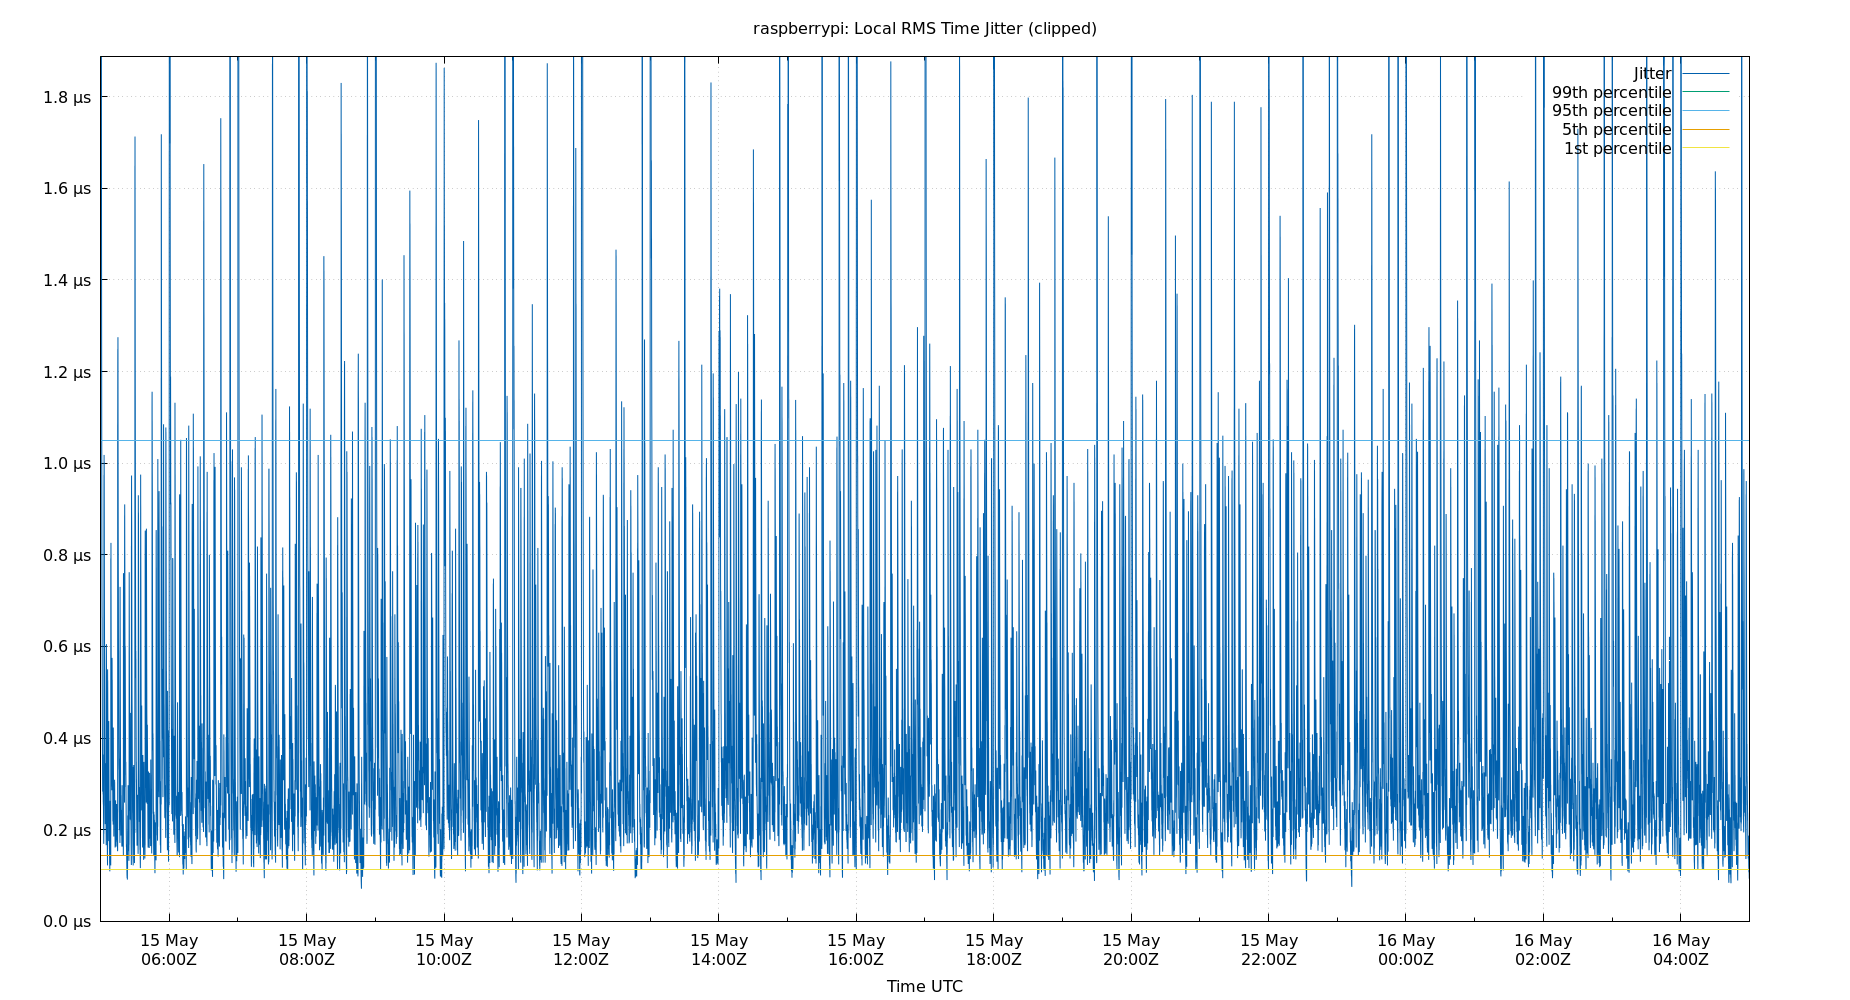 raspberrypi: Local RMS Time Jitter (clipped)
Jitter
99th percentile
95th percentile
5th percentile
1st percentile
1.8 µs
1.6 µs
1.4 µs
1.2 µs
1.0 µs
0.8 µs
0.6 µs
0.4 µs
0.2 µs
0.0 µs
15 May 15 May 15 May 15 May 15 May 15 May 15 May 15 May 15 May 16 May 16 May 16 May
06:00Z 08:00Z 10:00Z 12:00Z 14:00Z 16:00Z 18:00Z 20:00Z 22:00Z 00:00Z 02:00Z 04:00Z
Time UTC